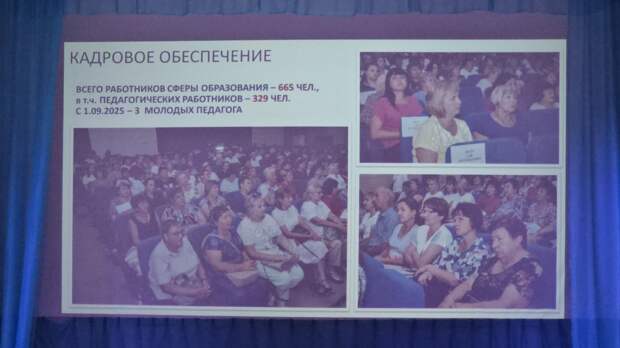 КАДРОВОЕ ОБЕСПЕЧЕНИЕ
ВСЕГО РАБОТНИКОВ СФЕРЫ ОБРАЗОВАНИЯ – 665 ЧЕЛ.,
в т.ч. ПЕДАГОГИЧЕСКИХ РАБОТНИКОВ – 329 ЧЕЛ.
С 1.09.2025 – 3 МОЛОДЫХ ПЕДАГОГА